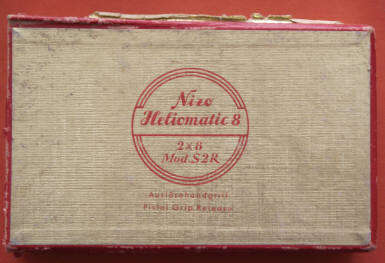 Nizo
Heliomatic 8
2x8
Mod. S2R
Auslösehandgriff
Pistol Grip Release